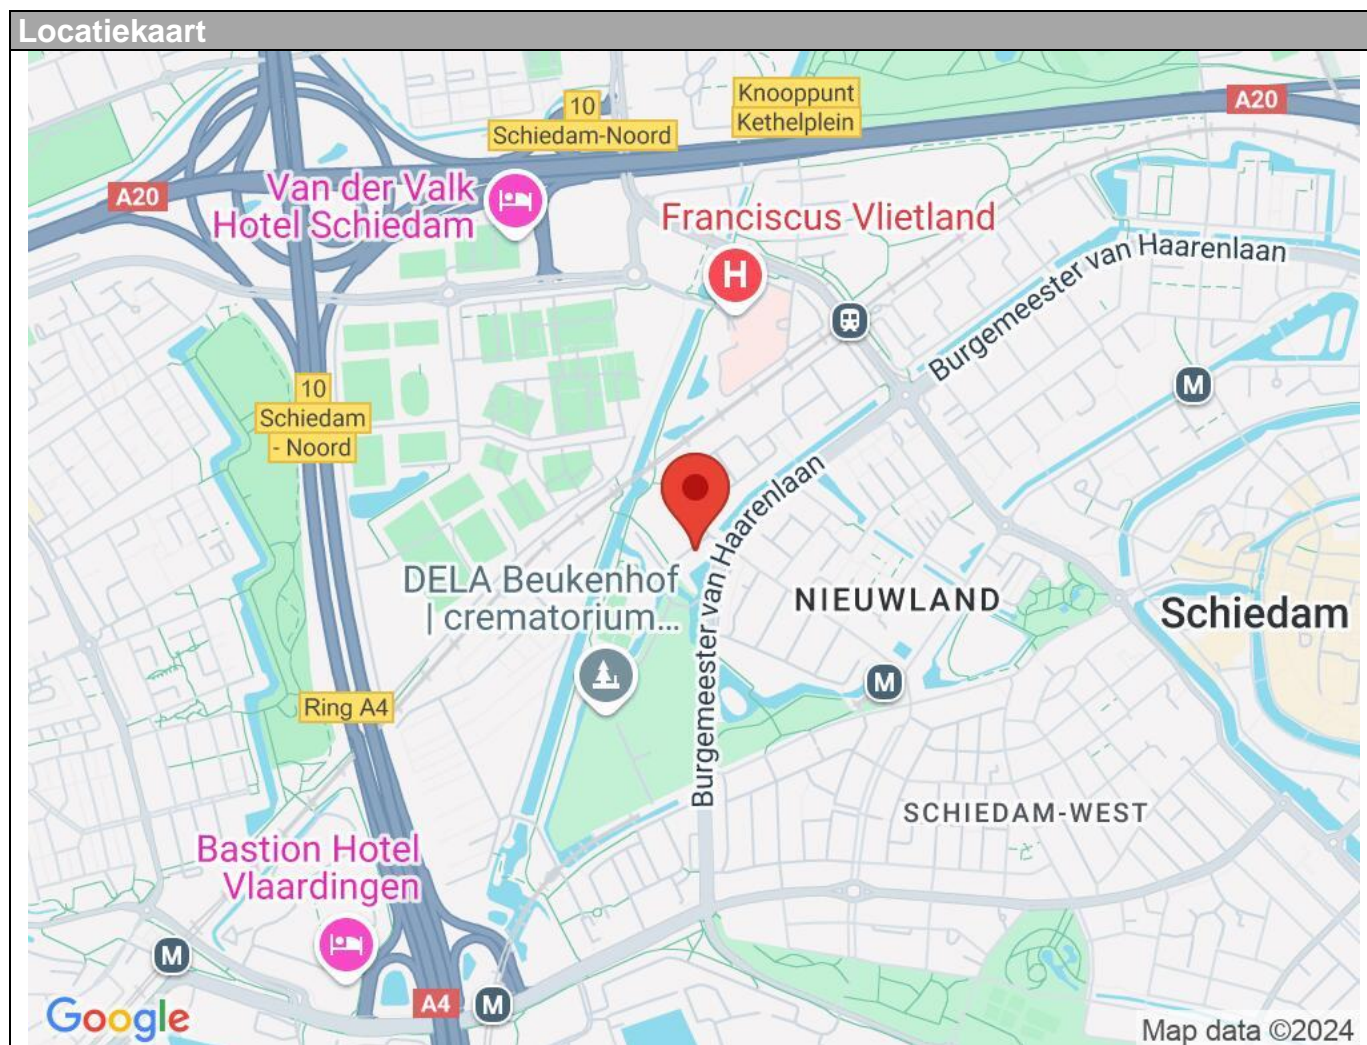 Locatiekaart
10
Schiedam-Noord
Knooppunt
Kethelplein
A20
A20
Van der Valk
Hotel Schiedam
Franciscus Vlietland
H
Burgemeester van Haarenlaan
M
10
Schiedam
- Noord
Burgemeester van Haarenlaan
DELA Beukenhof
| crematorium...
NIEUWLAND
Schiedam
M
Ring A4
SCHIEDAM-WEST
Bastion Hotel
Vlaardingen
M
A4
M
Google
Map data ©2024